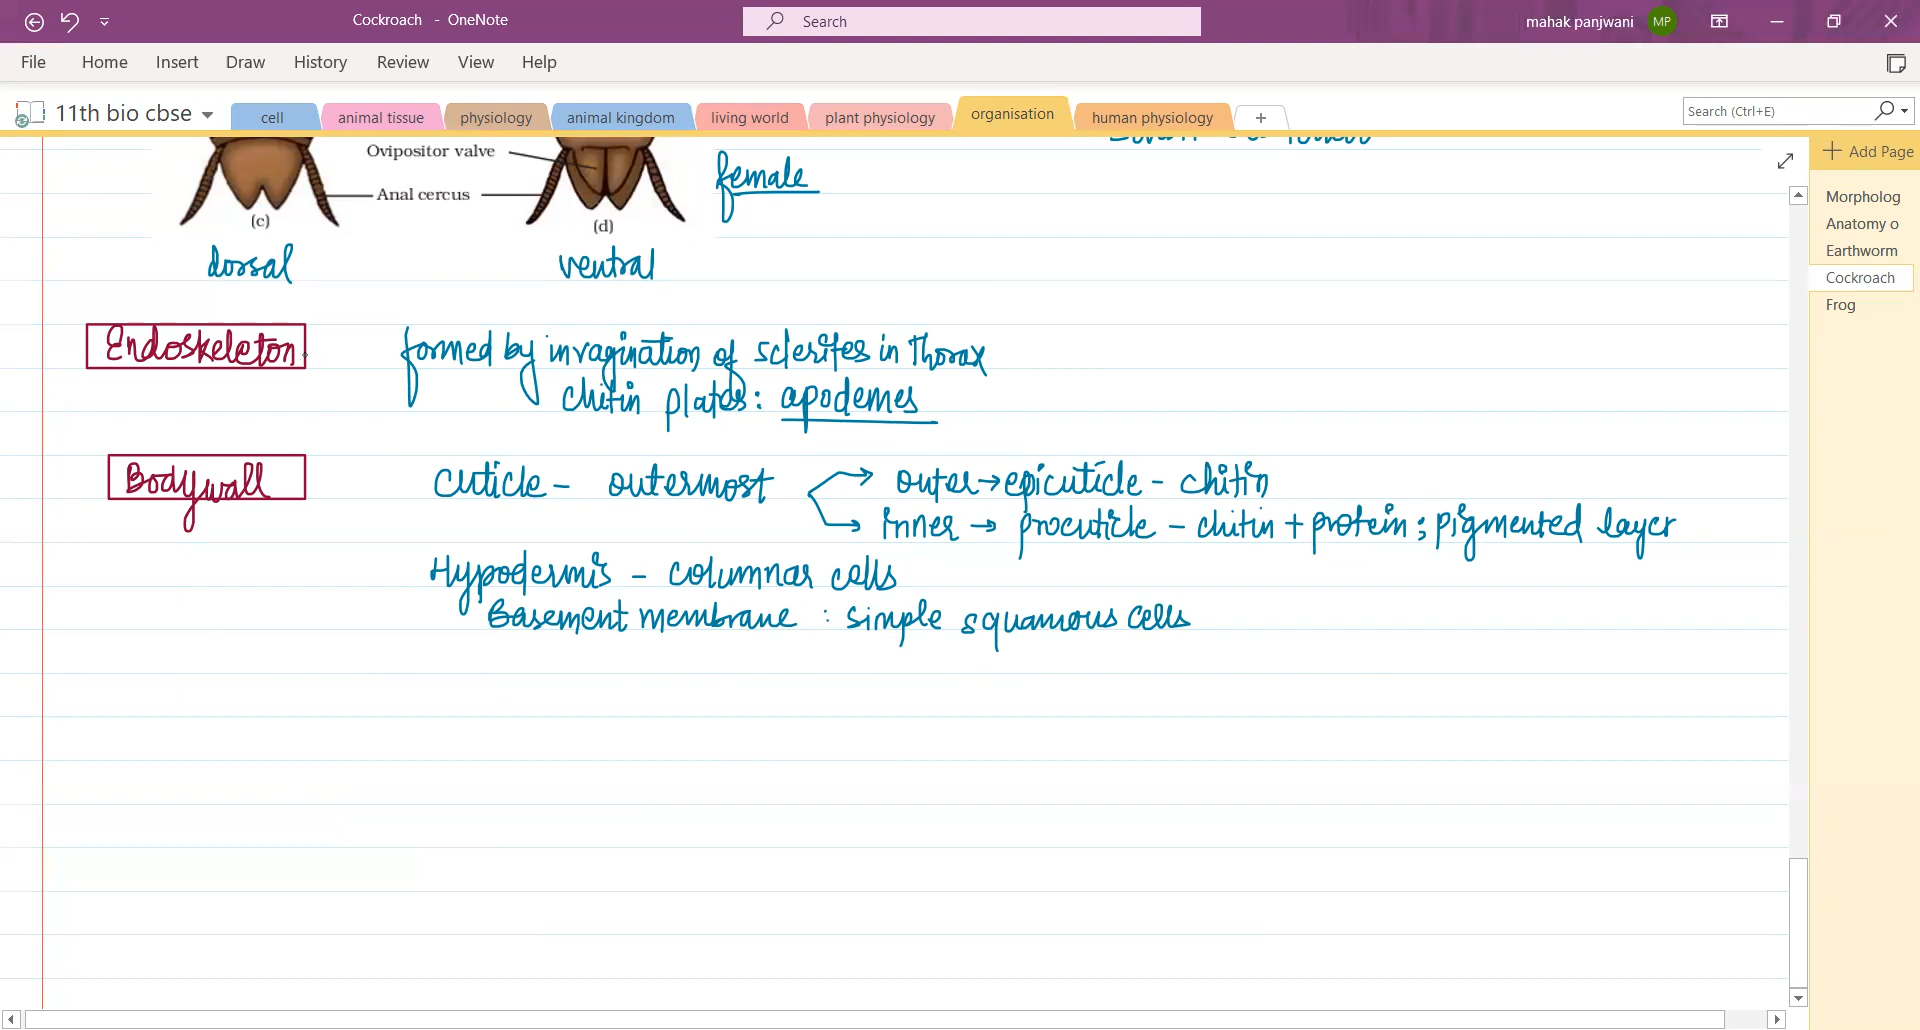 Cockroach - OneNote
Search
mahak panjwani MP
File Home Insert Draw History Review View Help
11th bio cbse
cell animal tissue physiology animal kingdom living world plant physiology organisation human physiology +
Search (Ctrl+E)
Add Page
Morpholog
Anatomy o
Earthworm
Cockroach
Frog
Ovipositor valve
Anal cercus
(c)
(d)
female
dorsal
ventral
Endoskeleton
formed by invagination of sclerites in Thorax
chitin plates: apodemes
Body wall
Cuticle - outermost
outer → epicuticle - chitin
inner → procuticle - chitin + protein ; pigmented layer
Hypodermis - columnar cells
Basement membrane : simple squamous cells